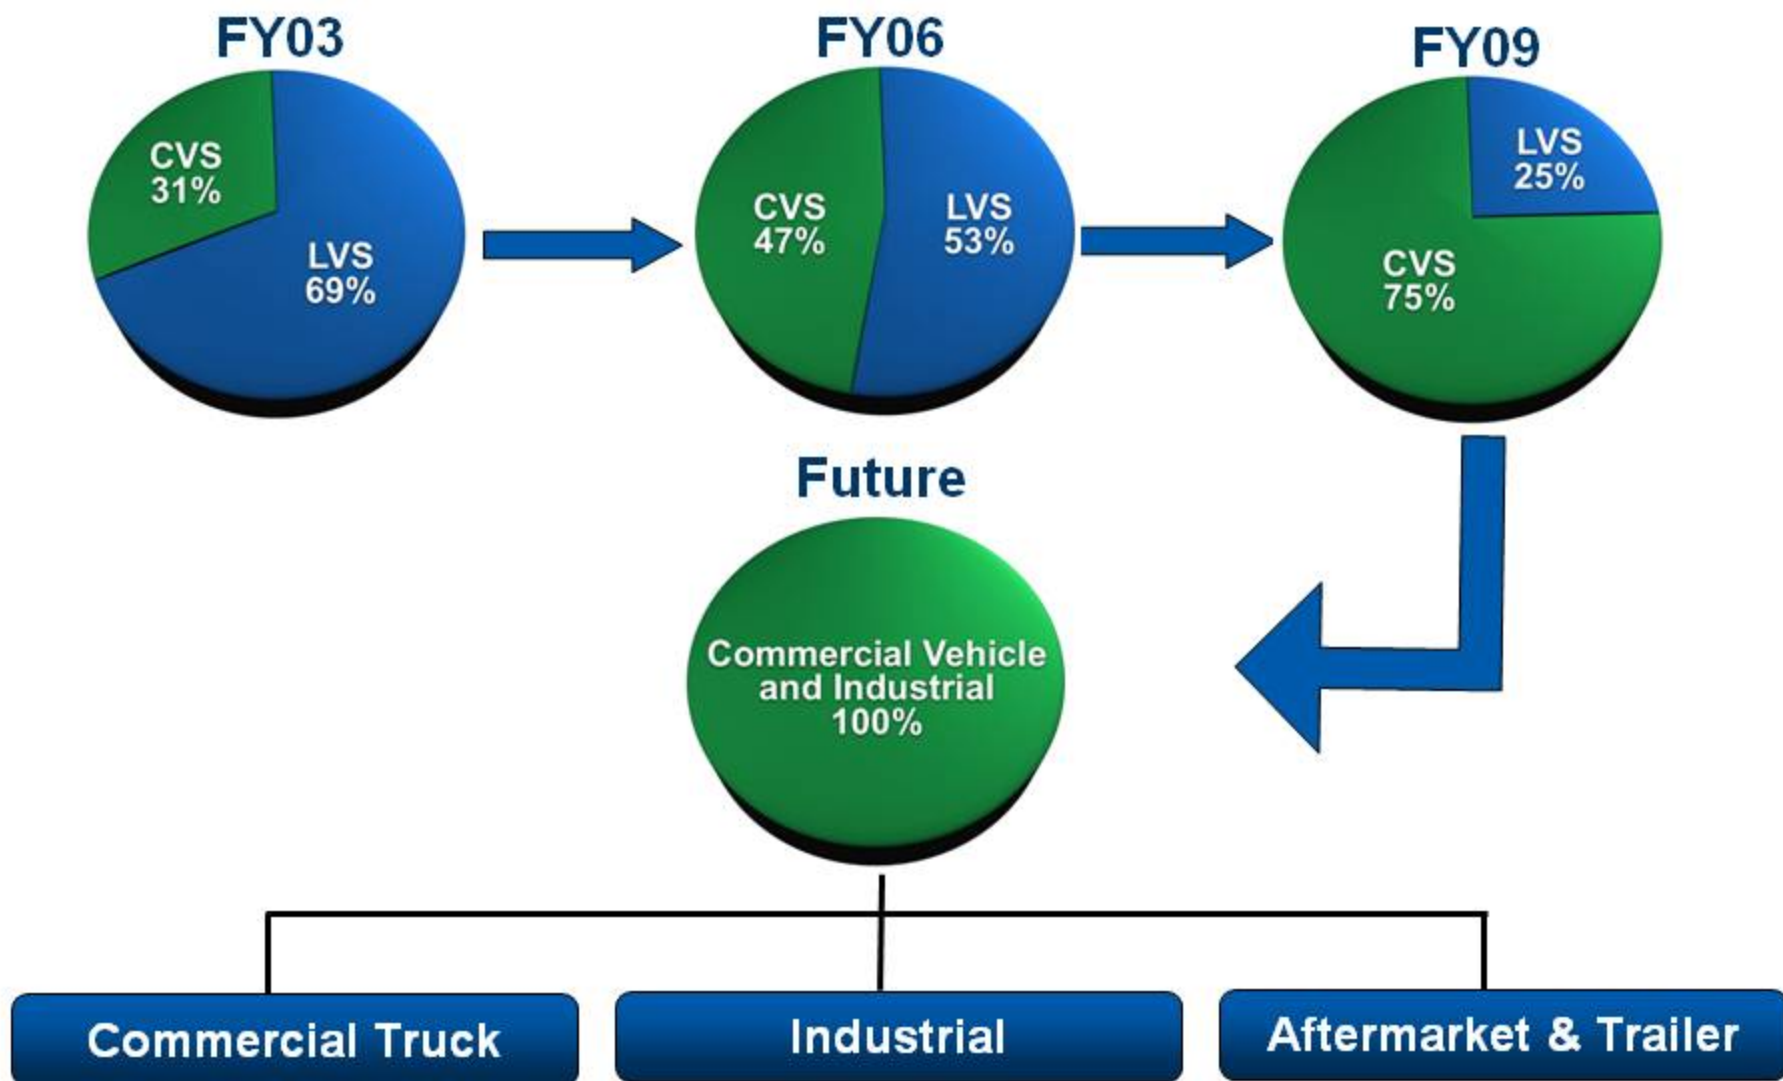 FY03
FY06
FY09
CVS
31%
LVS
69%
CVS
47%
LVS
53%
LVS
25%
CVS
75%
Future
Commercial Vehicle
and Industrial
100%
Commercial Truck
Industrial
Aftermarket & Trailer